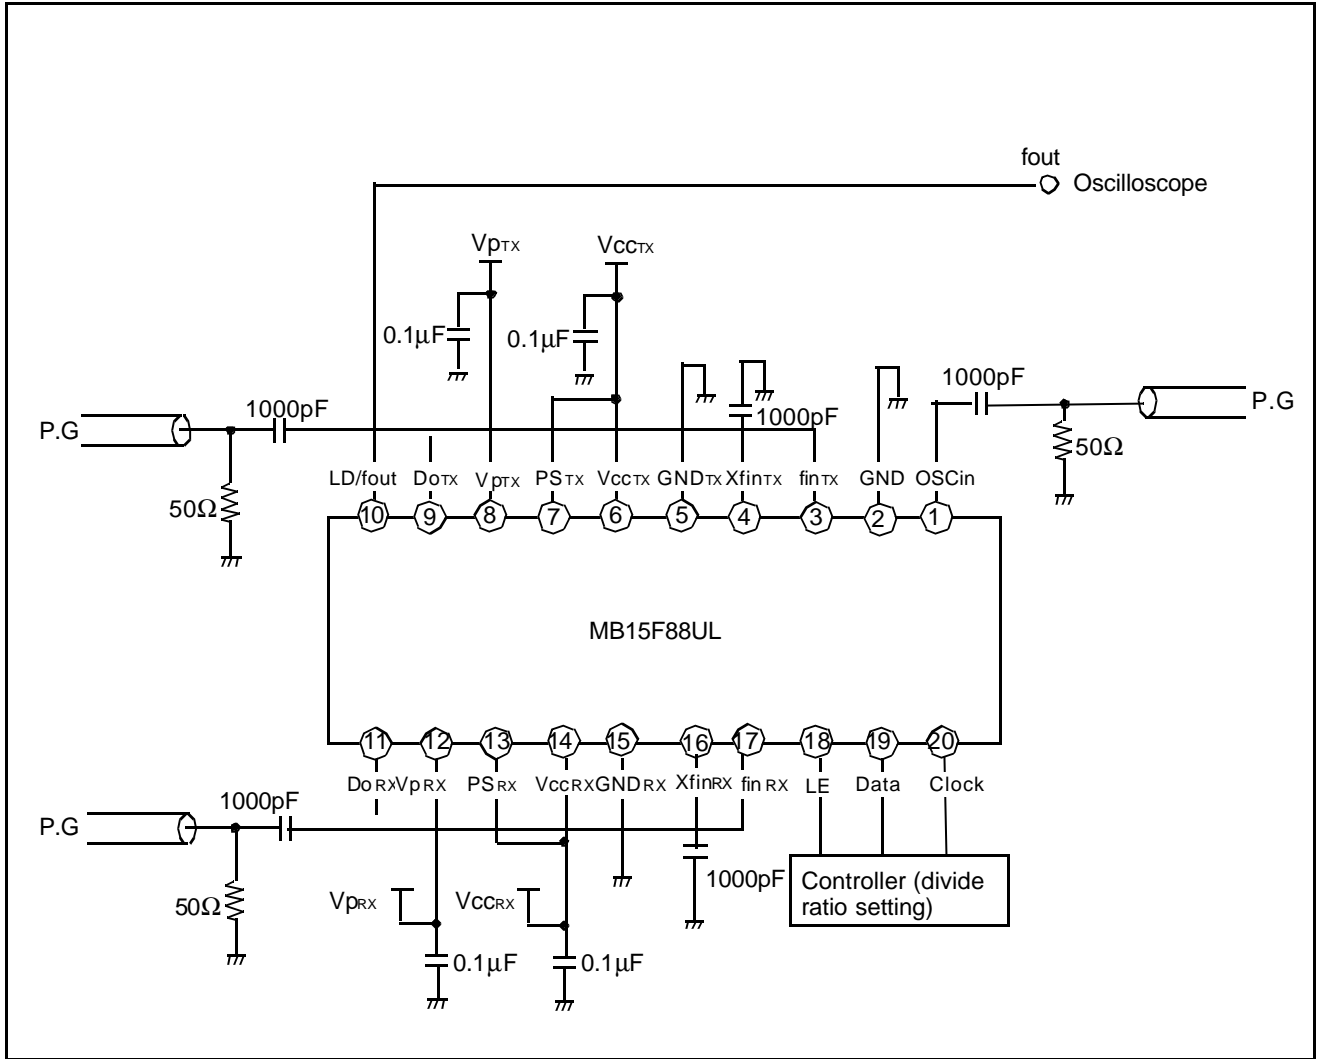 fout
Oscilloscope
VpTX
VccTX
0.1μF
0.1μF
1000pF
P.G
1000pF
1000pF
P.G
50Ω
50Ω
LD/fout DoTX VpTX PSTX VccTX GNDTX XfinTX finTX GND OSCin
10 9 8 7 6 5 4 3 2 1
MB15F88UL
11 12 13 14 15 16 17 18 19 20
DoRX VpRX PSRX VccRX GNDRX XfinRX finRX LE Data Clock
1000pF
P.G
50Ω
VpRX
VccRX
1000pF
Controller (divide
ratio setting)
0.1μF
0.1μF